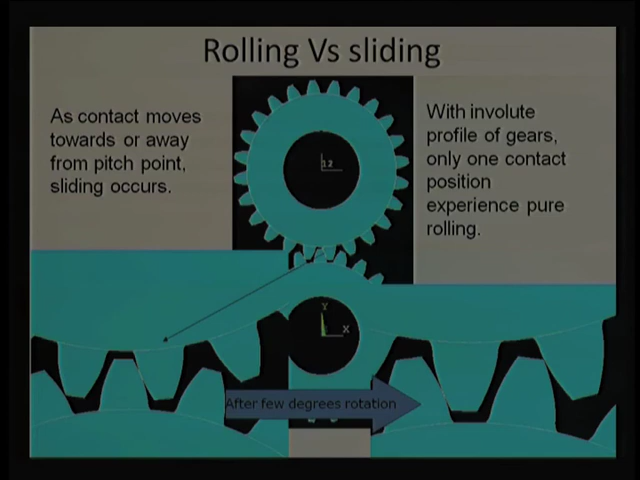 Rolling Vs sliding
As contact moves
towards or away
from pitch point,
sliding occurs.
With involute
profile of gears,
only one contact
position
experience pure
rolling.
12
Y
X
After few degrees rotation